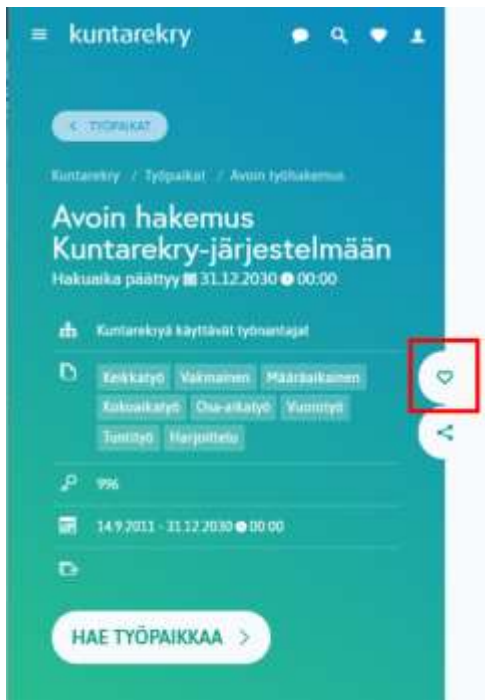 kuntarekry
TYÖPAIKAT
Kuntarekry / Työpaikat / Avoin työhakemus
Avoin hakemus
Kuntarekry-järjestelmään
Hakuaika päättyy 31.12.2030 00:00
Kuntarekryä käyttävät työnantajat
Keikkatyö Vakinainen Määräaikainen
Kokoaikatyö Osa-aikatyö Vuorotyö
Tuntityö Harjoittelu
996
14.9.2011 - 31.12.2030 00:00
HAE TYÖPAIKKAA >